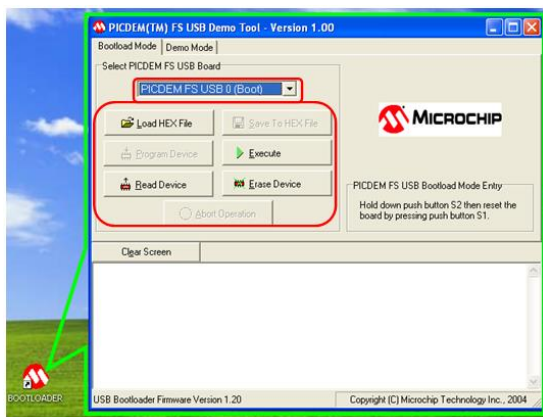 PICDEM(TM) FS USB Demo Tool - Version 1.00
Bootload Mode
Demo Mode
Select PICDEM FS USB Board
PICDEM FS USB 0 (Boot)
Load HEX File
Save To HEX File
Program Device
Execute
Read Device
Erase Device
Abort Operation
MICROCHIP
PICDEM FS USB Bootload Mode Entry
Hold down push button S2 then reset the
board by pressing push button S1.
Clear Screen
BOOTLOADER
USB Bootloader Firmware Version 1.20
Copyright (C) Microchip Technology Inc., 2004